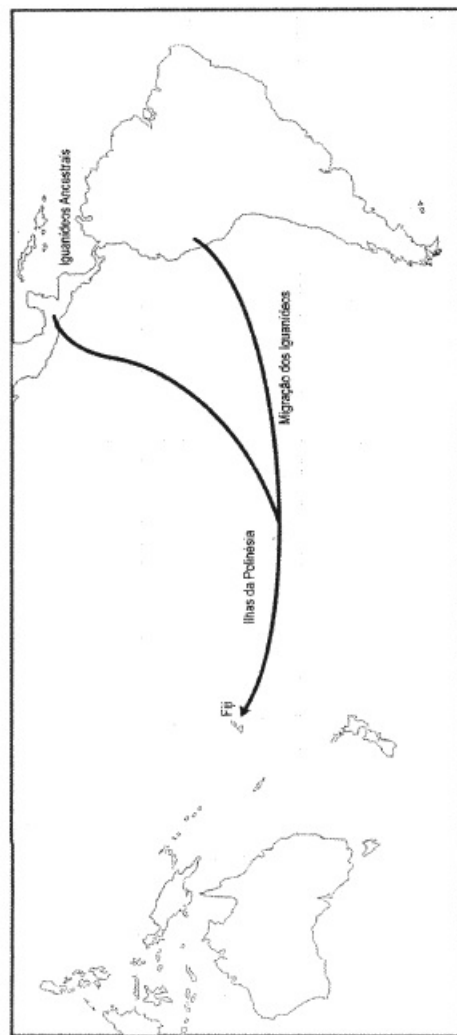 Iguanídeos Ancestrais
Migração dos Iguanídeos
Ilhas da Polinésia
Fiji